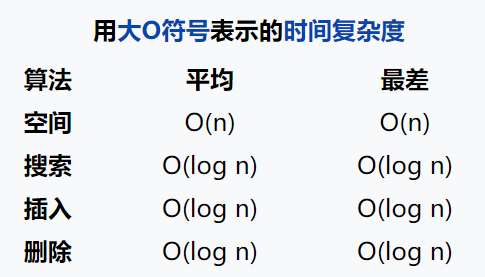 用大O符号表示的时间复杂度
算法 平均 最差
空间 O(n) O(n)
搜索 O(log n) O(log n)
插入 O(log n) O(log n)
删除 O(log n) O(log n)